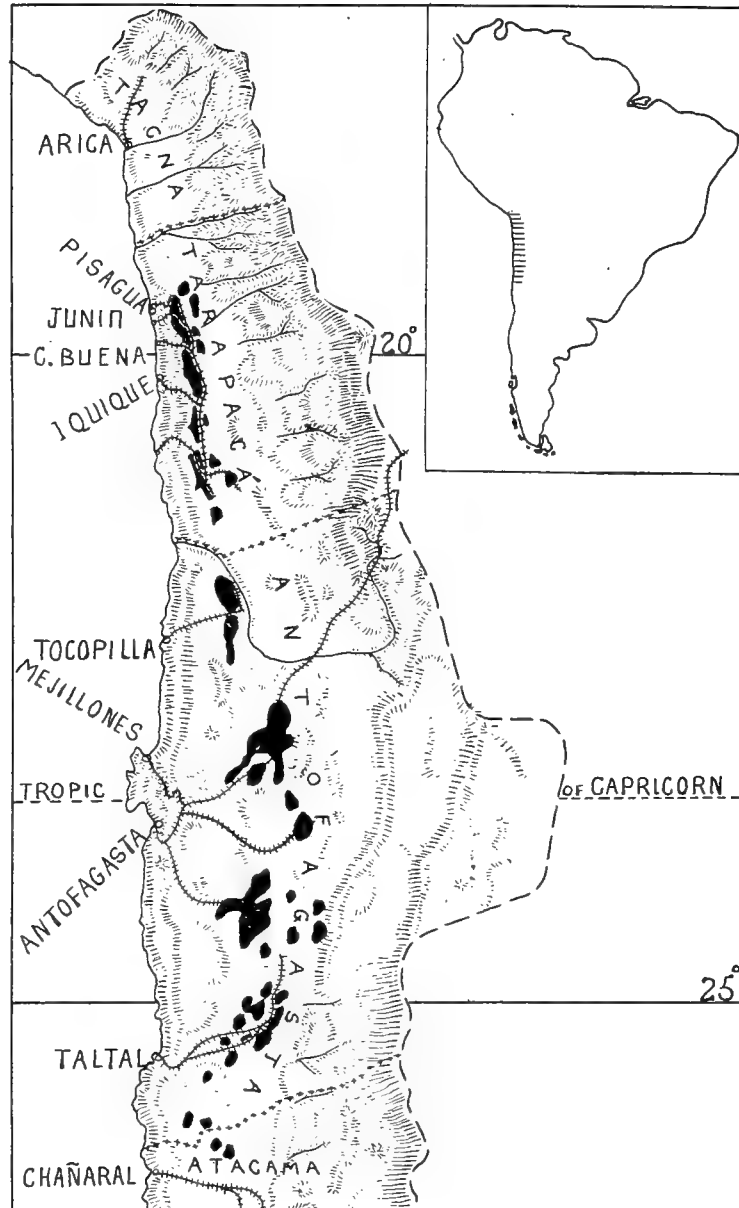 TACNA
ARICA
PISAGUA
TARAPACA
JUNIN
C. BUENA
20°
IQUIQUE
ANTOFAGASTA
TOCOPILLA
MEJILLONES
TROPIC OF CAPRICORN
ANTOFAGASTA
25°
TALTAL
ATACAMA
CHAÑARAL